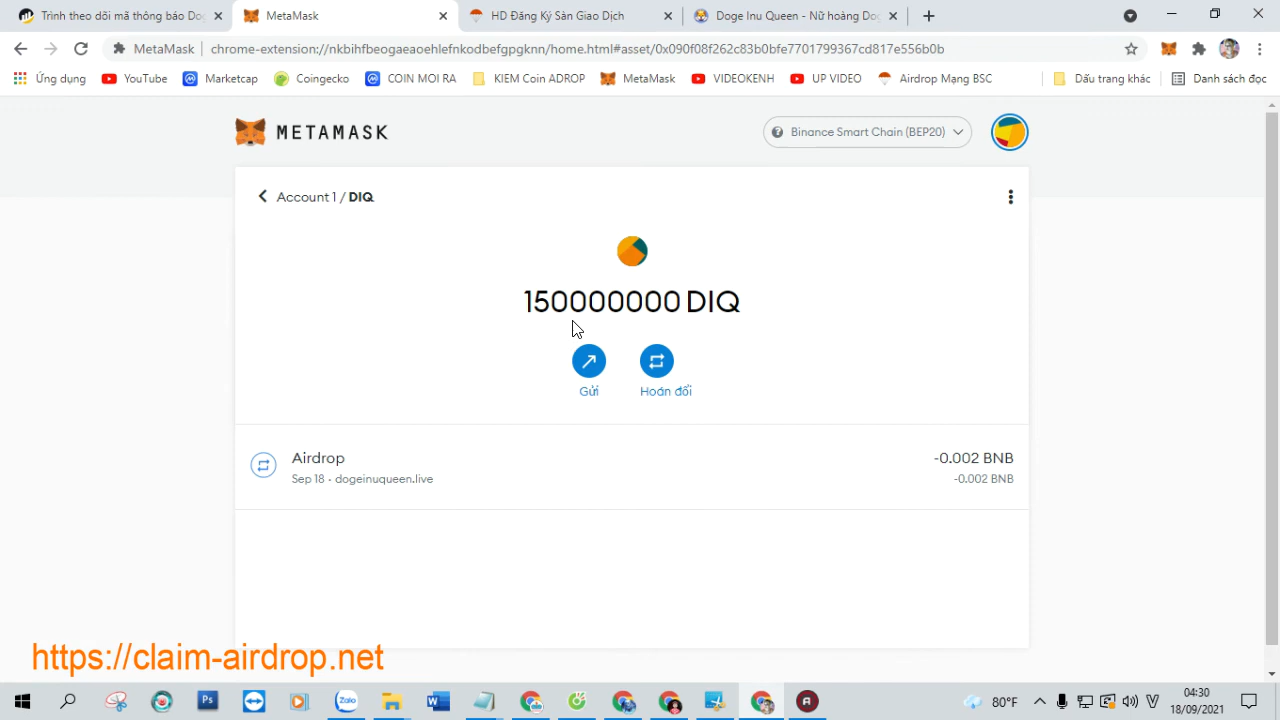 Trình theo dõi mã thông báo Dog
MetaMask
HD Đăng Ký Sàn Giao Dịch
Doge Inu Queen - Nữ hoàng Dog
MetaMask
chrome-extension://nkbihfbeogaeaoehlefnkodbefgpgknn/home.html#asset/0x090f08f262c83b0bfe7701799367cd817e556b0b
Ứng dụng
YouTube
Marketcap
Coingecko
COIN MOI RA
KIEM Coin ADROP
MetaMask
VIDEOKENH
UP VIDEO
Airdrop Mạng BSC
Dấu trang khác
Danh sách đọc
METAMASK
Binance Smart Chain (BEP20)
Account 1 / DIQ
150000000 DIQ
Gửi
Hoán đổi
Airdrop
-0.002 BNB
Sep 18 · dogeinuqueen.live
-0.002 BNB
https://claim-airdrop.net
Ps
Zalo
W
A
80°F
V
04:30
18/09/2021